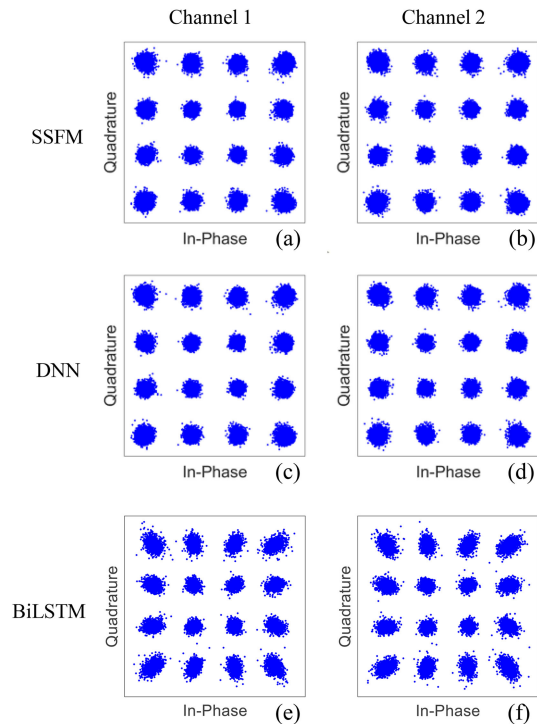 Channel 1
Channel 2
SSFM
Quadrature
In-Phase
(a)
Quadrature
In-Phase
(b)
DNN
Quadrature
In-Phase
(c)
Quadrature
In-Phase
(d)
BiLSTM
Quadrature
In-Phase
(e)
Quadrature
In-Phase
(f)